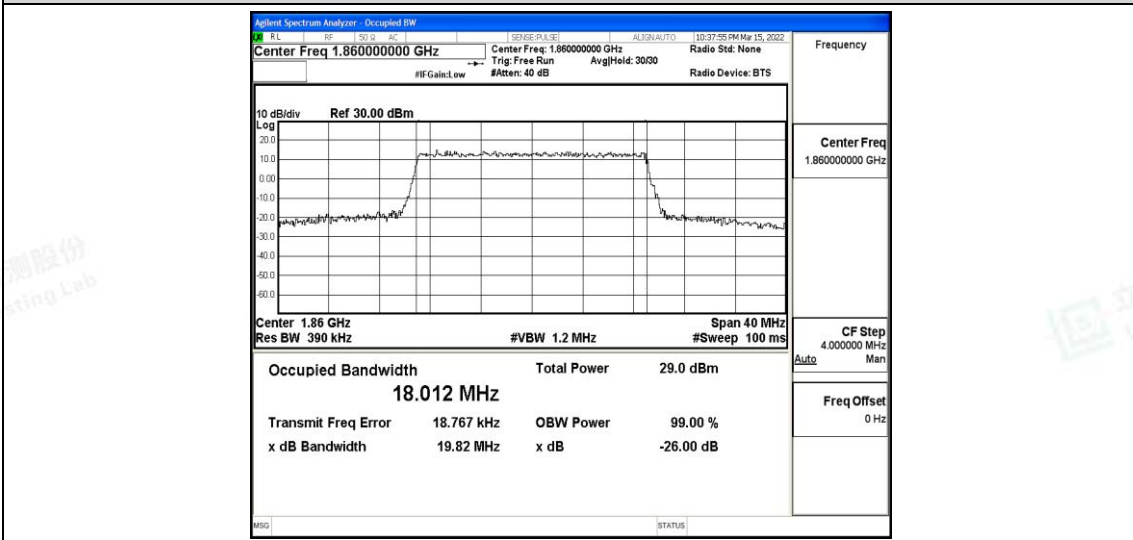 Agilent Spectrum Analyzer - Occupied BW
RL RF 50 Ω AC SENSE:PULSE ALIGNAUTO 10:37:55 PM Mar 15, 2022
Center Freq 1.860000000 GHz
Center Freq: 1.860000000 GHz
Radio Std: None
Trig: Free Run Avg|Hold: 30/30
#IFGain:Low
#Atten: 40 dB
Radio Device: BTS
10 dB/div Ref 30.00 dBm
Log
20.0
10.0
0.00
-10.0
-20.0
-30.0
-40.0
-50.0
-60.0
Center 1.86 GHz Span 40 MHz
Res BW 390 kHz #VBW 1.2 MHz #Sweep 100 ms
Occupied Bandwidth Total Power 29.0 dBm
18.012 MHz
Transmit Freq Error 18.767 kHz OBW Power 99.00 %
x dB Bandwidth 19.82 MHz x dB -26.00 dB
MSG STATUS
Frequency
Center Freq
1.860000000 GHz
CF Step
4.000000 MHz
Auto Man
Freq Offset
0 Hz
测股份
sting Lab
立